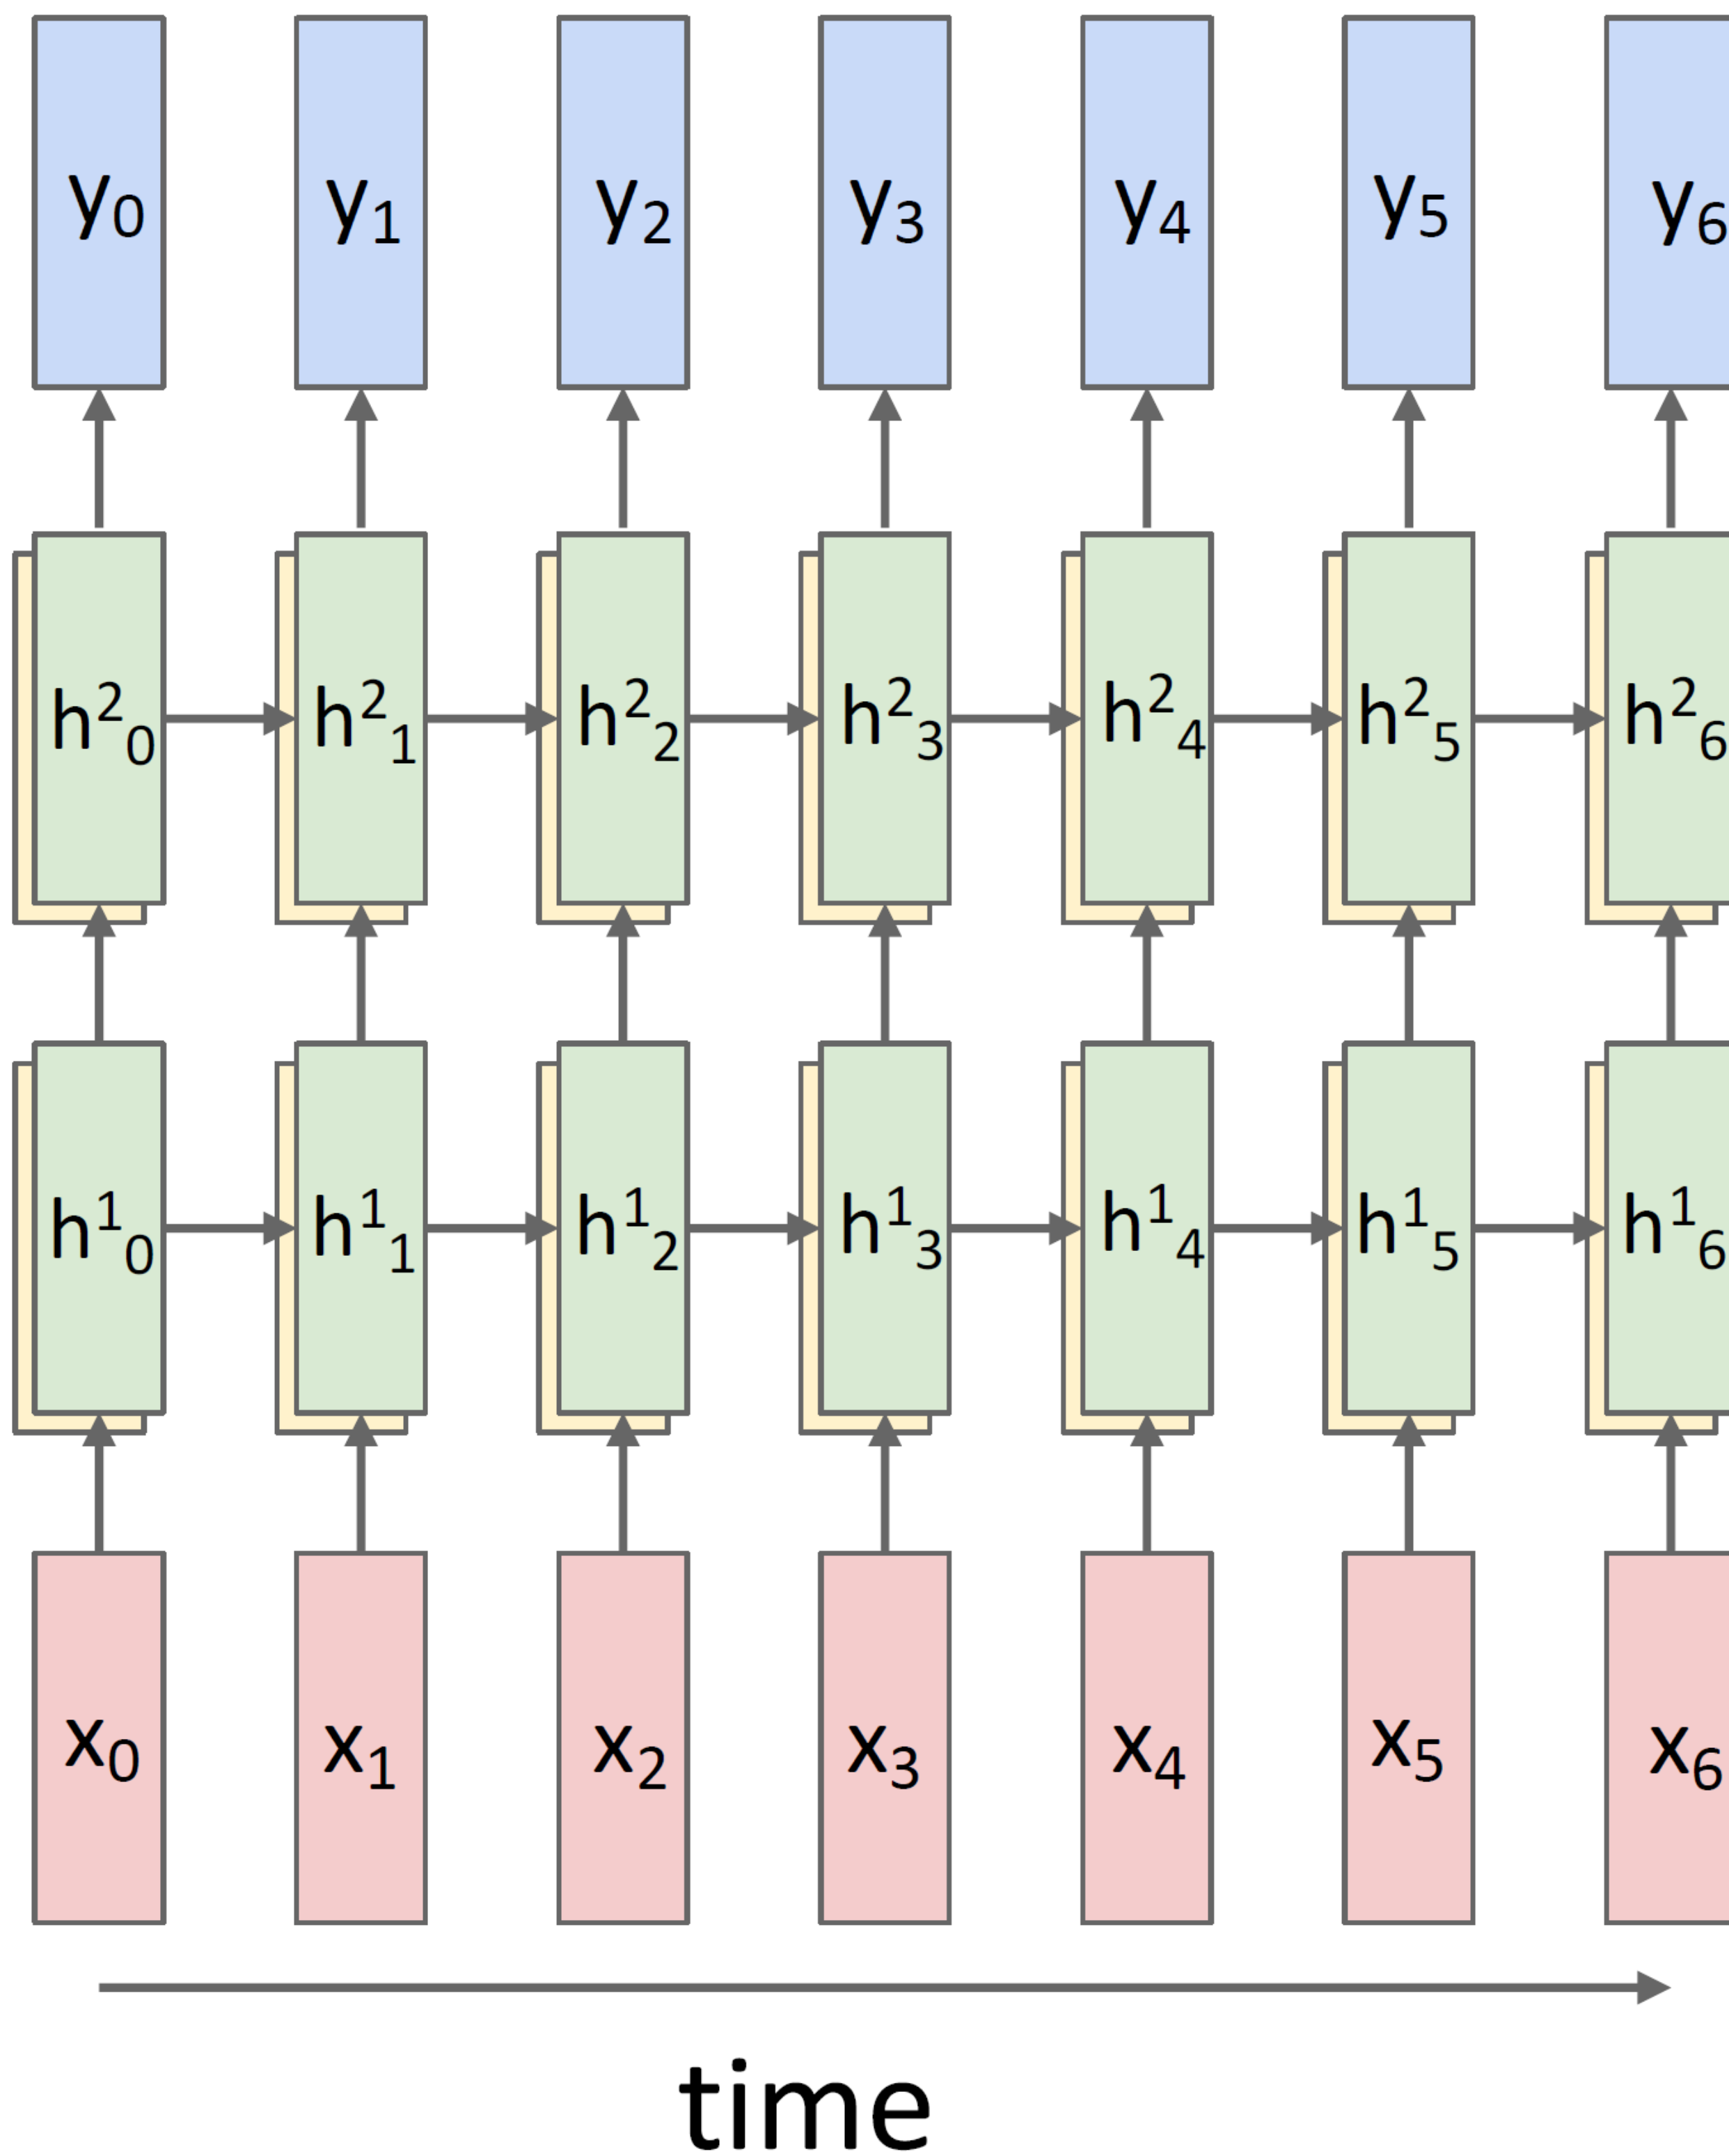 y₀ y₁ y₂ y₃ y₄ y₅ y₆
h²₀ h²₁ h²₂ h²₃ h²₄ h²₅ h²₆
h¹₀ h¹₁ h¹₂ h¹₃ h¹₄ h¹₅ h¹₆
x₀ x₁ x₂ x₃ x₄ x₅ x₆
time